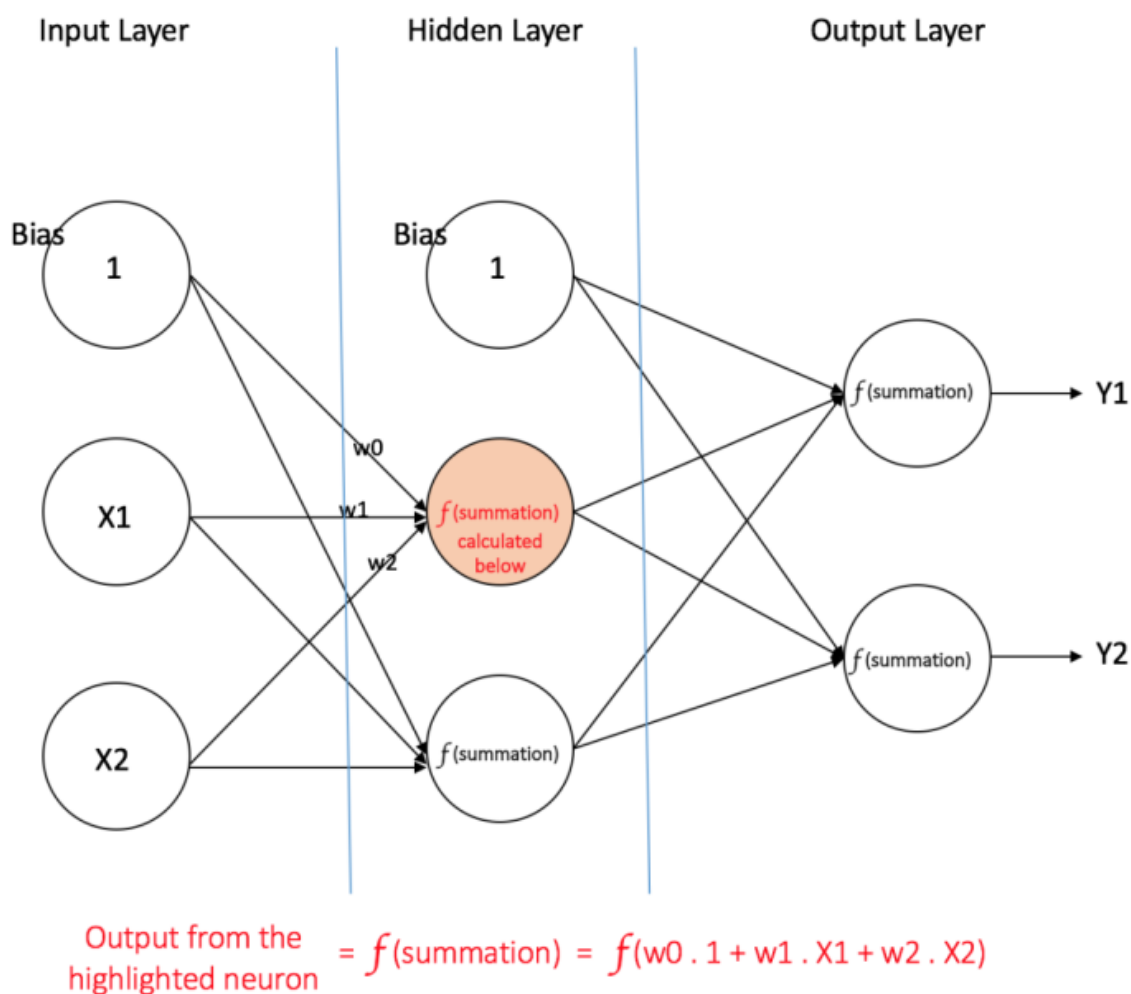 Input Layer
Hidden Layer
Output Layer
Bias
1
Bias
1
f(summation)
Y1
w0
X1
w1
f(summation)
calculated
below
w2
f(summation)
Y2
X2
f(summation)
Output from the
highlighted neuron
= f(summation) = f(w0 . 1 + w1 . X1 + w2 . X2)